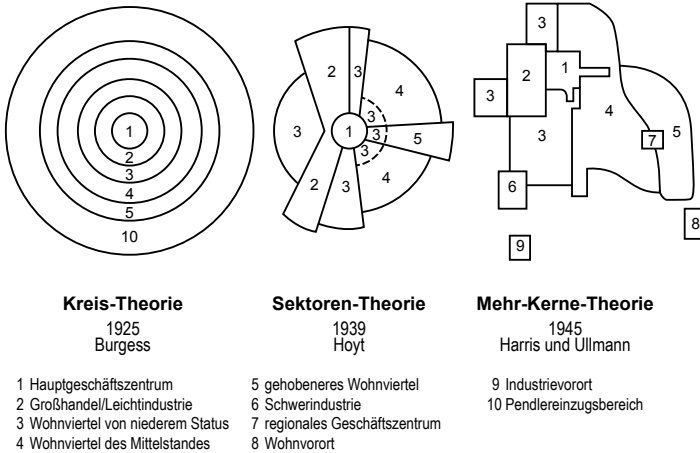 1
2
3
4
5
10
2
3
4
3
1
3
3
5
3
2
3
4
3
2
1
3
4
5
3
7
6
8
9
Kreis-Theorie
1925
Burgess
Sektoren-Theorie
1939
Hoyt
Mehr-Kerne-Theorie
1945
Harris und Ullmann
1 Hauptgeschäftszentrum
2 Großhandel/Leichtindustrie
3 Wohnviertel von niederem Status
4 Wohnviertel des Mittelstandes
5 gehobeneres Wohnviertel
6 Schwerindustrie
7 regionales Geschäftszentrum
8 Wohnvorort
9 Industrievorort
10 Pendlereinzugsbereich